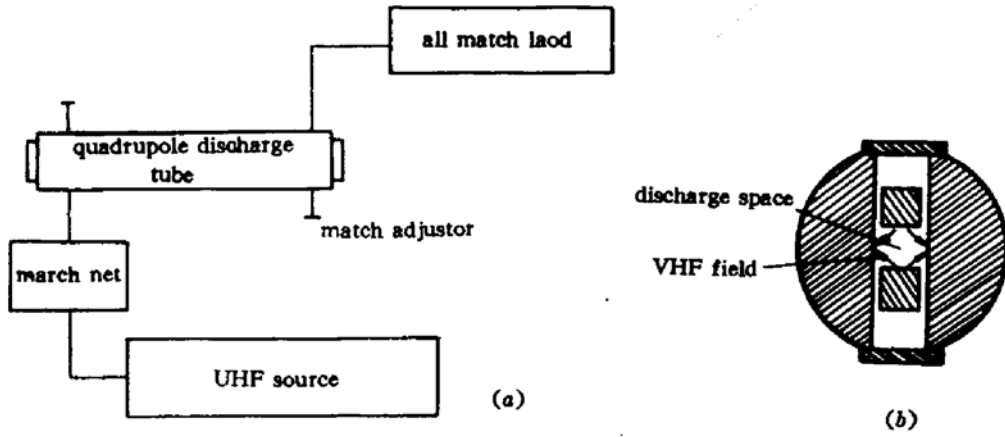 all match laod
quadrupole discharge
tube
match adjustor
march net
UHF source
(a)
discharge space
VHF field
(b)